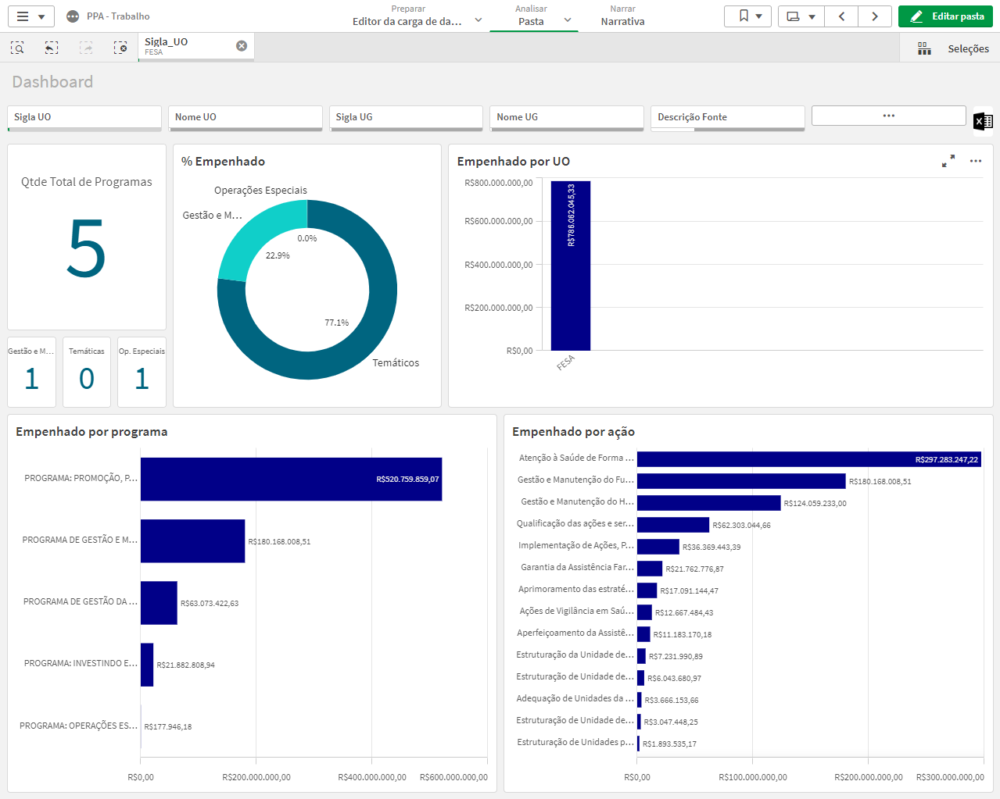 PPA - Trabalho
Preparar
Editor da carga de da...
Analisar
Pasta
Narrar
Narrativa
Editar pasta
Sigla_UO
FESA
Seleções
Dashboard
Sigla UO
Nome UO
Sigla UG
Nome UG
Descrição Fonte
Qtde Total de Programas
5
Gestão e M...
1
Temáticas
0
Op. Especiais
1
% Empenhado
Operações Especiais
Gestão e M...
0.0%
22.9%
77.1%
Temáticos
Empenhado por UO
R$800.000.000,00
R$600.000.000,00
R$400.000.000,00
R$200.000.000,00
R$0,00
R$786.062.045,33
FESA
Empenhado por programa
PROGRAMA: PROMOÇÃO, P...
R$520.759.859,07
PROGRAMA DE GESTÃO E M...
R$180.168.008,51
PROGRAMA DE GESTÃO DA ...
R$63.073.422,63
PROGRAMA: INVESTINDO E...
R$21.882.808,94
PROGRAMA: OPERAÇÕES ES...
R$177.946,18
R$0,00
R$200.000.000,00
R$400.000.000,00
R$600.000.000,00
Empenhado por ação
Atenção à Saúde de Forma ...
R$297.283.247,22
Gestão e Manutenção do Fu...
R$180.168.008,51
Gestão e Manutenção do H...
R$124.059.233,00
Qualificação das ações e ser...
R$62.303.044,66
Implementação de Ações, P...
R$36.369.443,39
Garantia da Assistência Far...
R$21.762.776,87
Aprimoramento das estraté...
R$17.091.144,47
Ações de Vigilância em Saú...
R$12.667.484,43
Aperfeiçoamento da Assistê...
R$11.183.170,18
Estruturação da Unidade de...
R$7.231.990,89
Estruturação de Unidade de...
R$6.043.680,97
Adequação de Unidades da ...
R$3.666.153,66
Estruturação de Unidade de...
R$3.047.448,25
Estruturação de Unidades p...
R$1.893.535,17
R$0,00
R$100.000.000,00
R$200.000.000,00
R$300.000.000,00